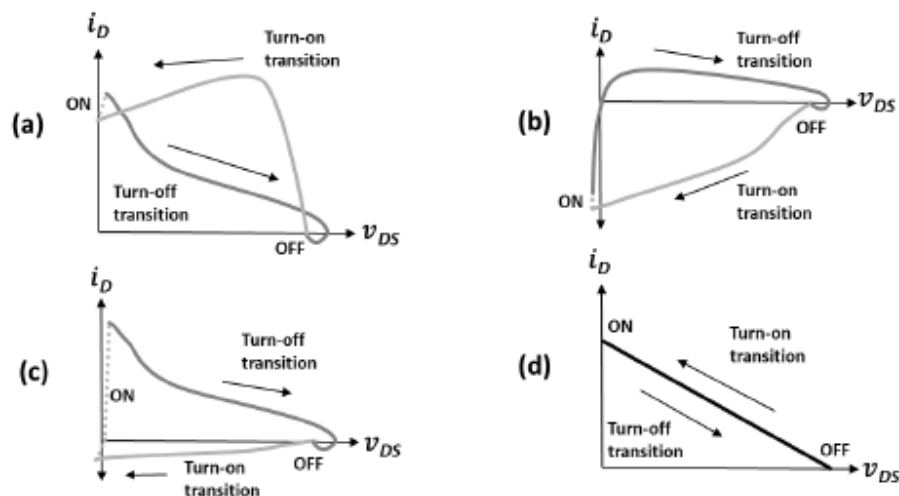 (a)
i_D
Turn-on
transition
ON
Turn-off
transition
OFF
v_DS
(b)
i_D
Turn-off
transition
v_DS
OFF
ON
Turn-on
transition
(c)
i_D
Turn-off
transition
ON
OFF
v_DS
Turn-on
transition
(d)
i_D
ON
Turn-on
transition
Turn-off
transition
OFF
v_DS